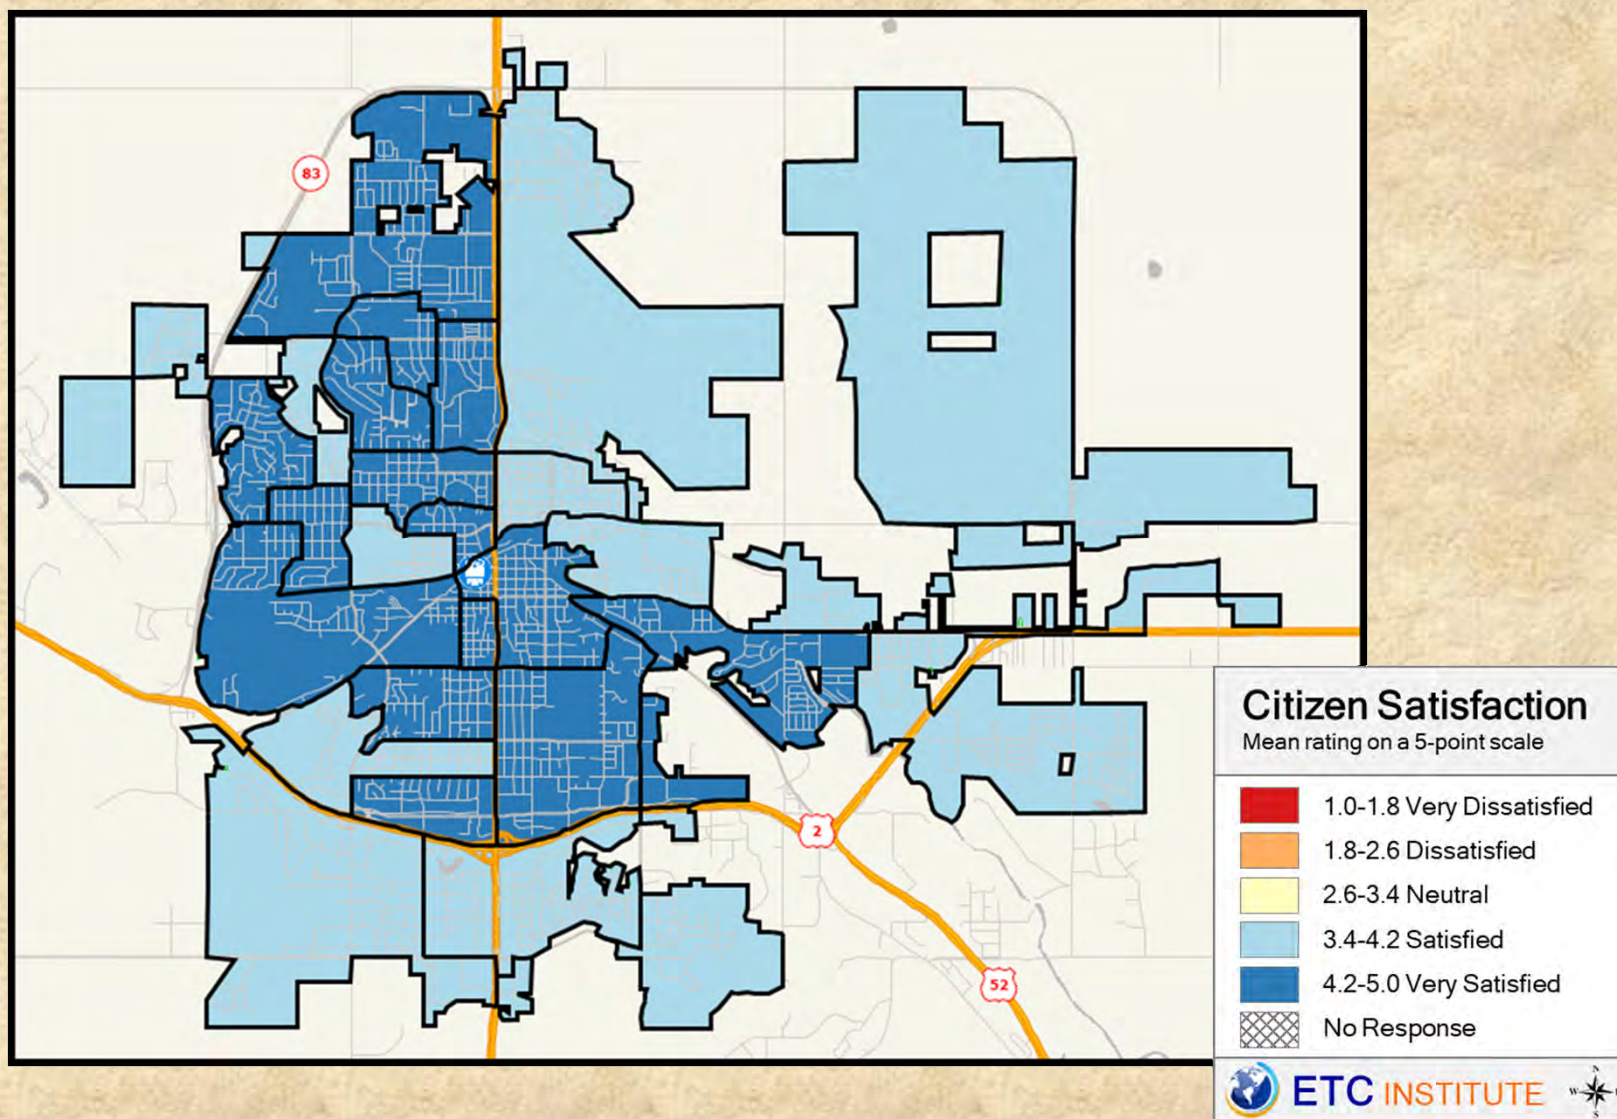 83
2
52
Citizen Satisfaction
Mean rating on a 5-point scale
1.0-1.8 Very Dissatisfied
1.8-2.6 Dissatisfied
2.6-3.4 Neutral
3.4-4.2 Satisfied
4.2-5.0 Very Satisfied
No Response
ETC INSTITUTE
N
W
S